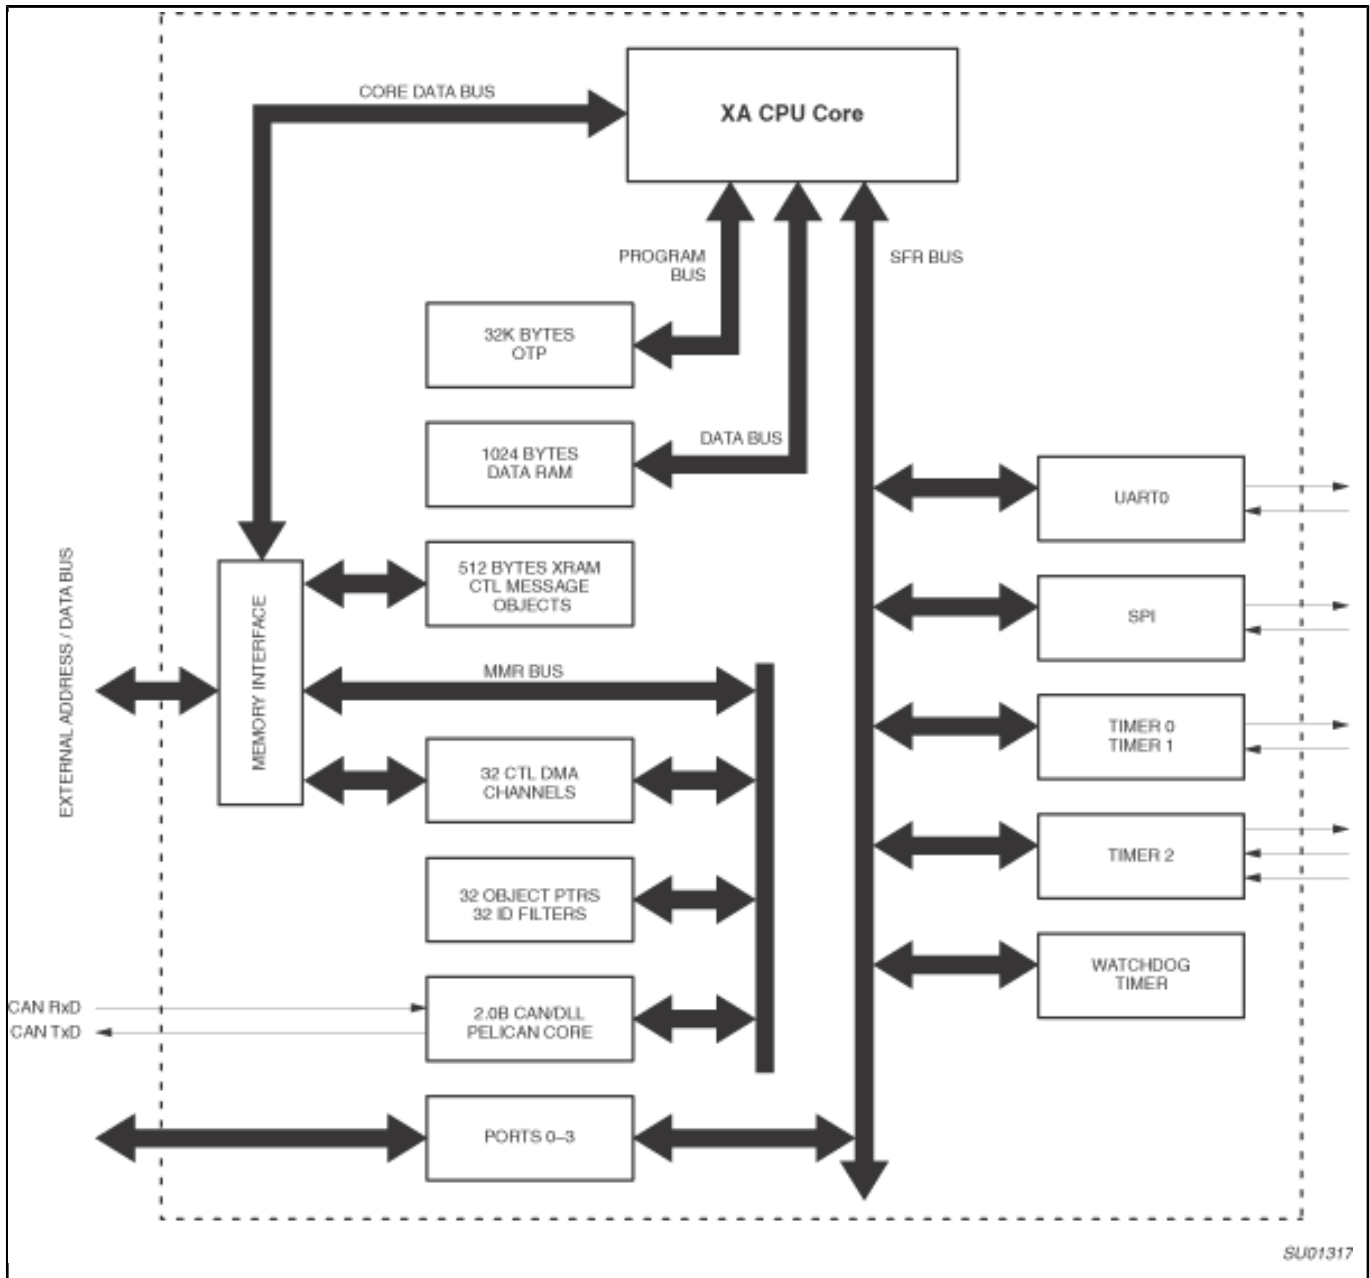 CORE DATA BUS
XA CPU Core
PROGRAM
BUS
SFR BUS
32K BYTES
OTP
1024 BYTES
DATA RAM
DATA BUS
UART0
EXTERNAL ADDRESS / DATA BUS
MEMORY INTERFACE
512 BYTES XRAM
CTL MESSAGE
OBJECTS
SPI
MMR BUS
TIMER 0
TIMER 1
32 CTL DMA
CHANNELS
TIMER 2
32 OBJECT PTRS
32 ID FILTERS
WATCHDOG
TIMER
CAN RxD
CAN TxD
2.0B CAN/DLL
PELICAN CORE
PORTS 0–3
SU01317